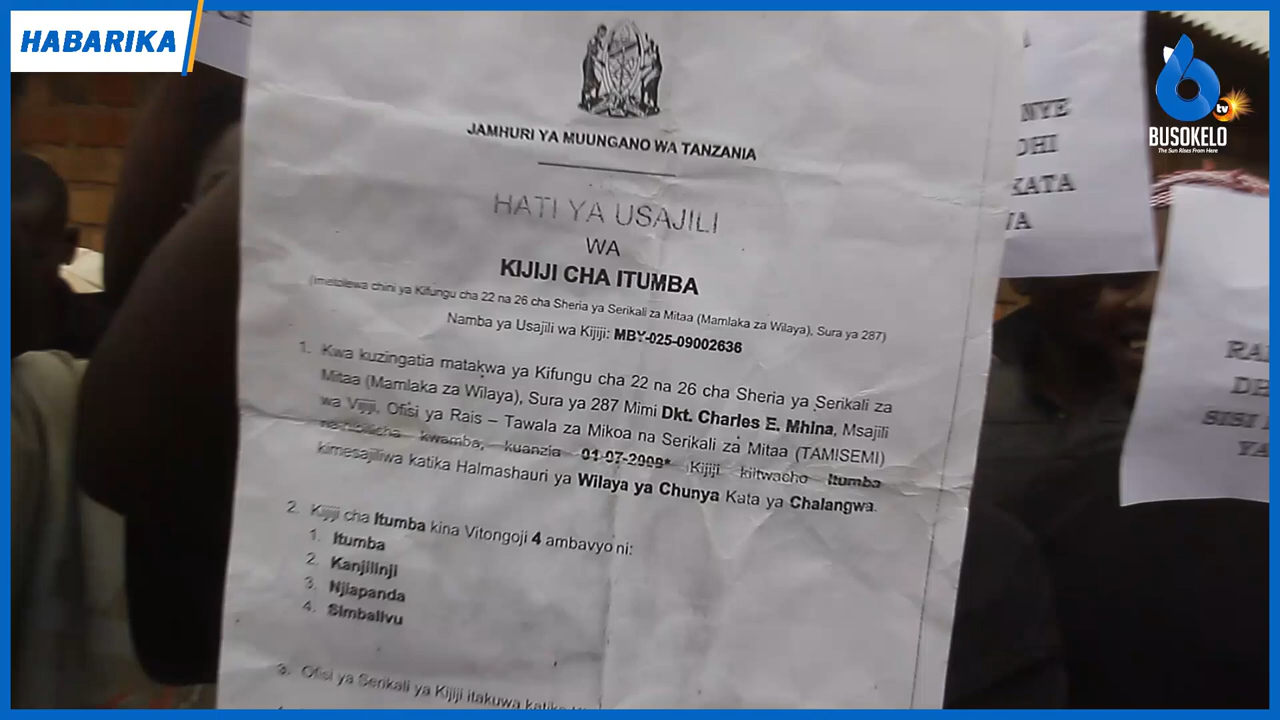 HABARIKA
tv
BUSOKELO
The Sun Rises From Here
JAMHURI YA MUUNGANO WA TANZANIA
HATI YA USAJILI
WA
KIJIJI CHA ITUMBA
(Imetolewa chini ya Kifungu cha 22 na 26 cha Sheria ya Serikali za Mitaa (Mamlaka za Wilaya), Sura ya 287)
Namba ya Usajili wa Kijiji: MBY-025-09002636
1. Kwa kuzingatia matakwa ya Kifungu cha 22 na 26 cha Sheria ya Serikali za
Mitaa (Mamlaka za Wilaya), Sura ya 287 Mimi Dkt. Charles E. Mhina, Msajili
wa Vijiji, Ofisi ya Rais – Tawala za Mikoa na Serikali za Mitaa (TAMISEMI)
kwamba, kuanzia 01-07-2009* Kijiji kiitwacho Itumba
kimesajiliwa katika Halmashauri ya Wilaya ya Chunya Kata ya Chalangwa.
2. Kijiji cha Itumba kina Vitongoji 4 ambavyo ni:
1. Itumba
2. Kanjilinji
3. Njiapanda
4. Simbalivu
3. Ofisi ya Serikali ya Kijiji itakuwa katika
NYE
DHI
KATA
SISI
YA